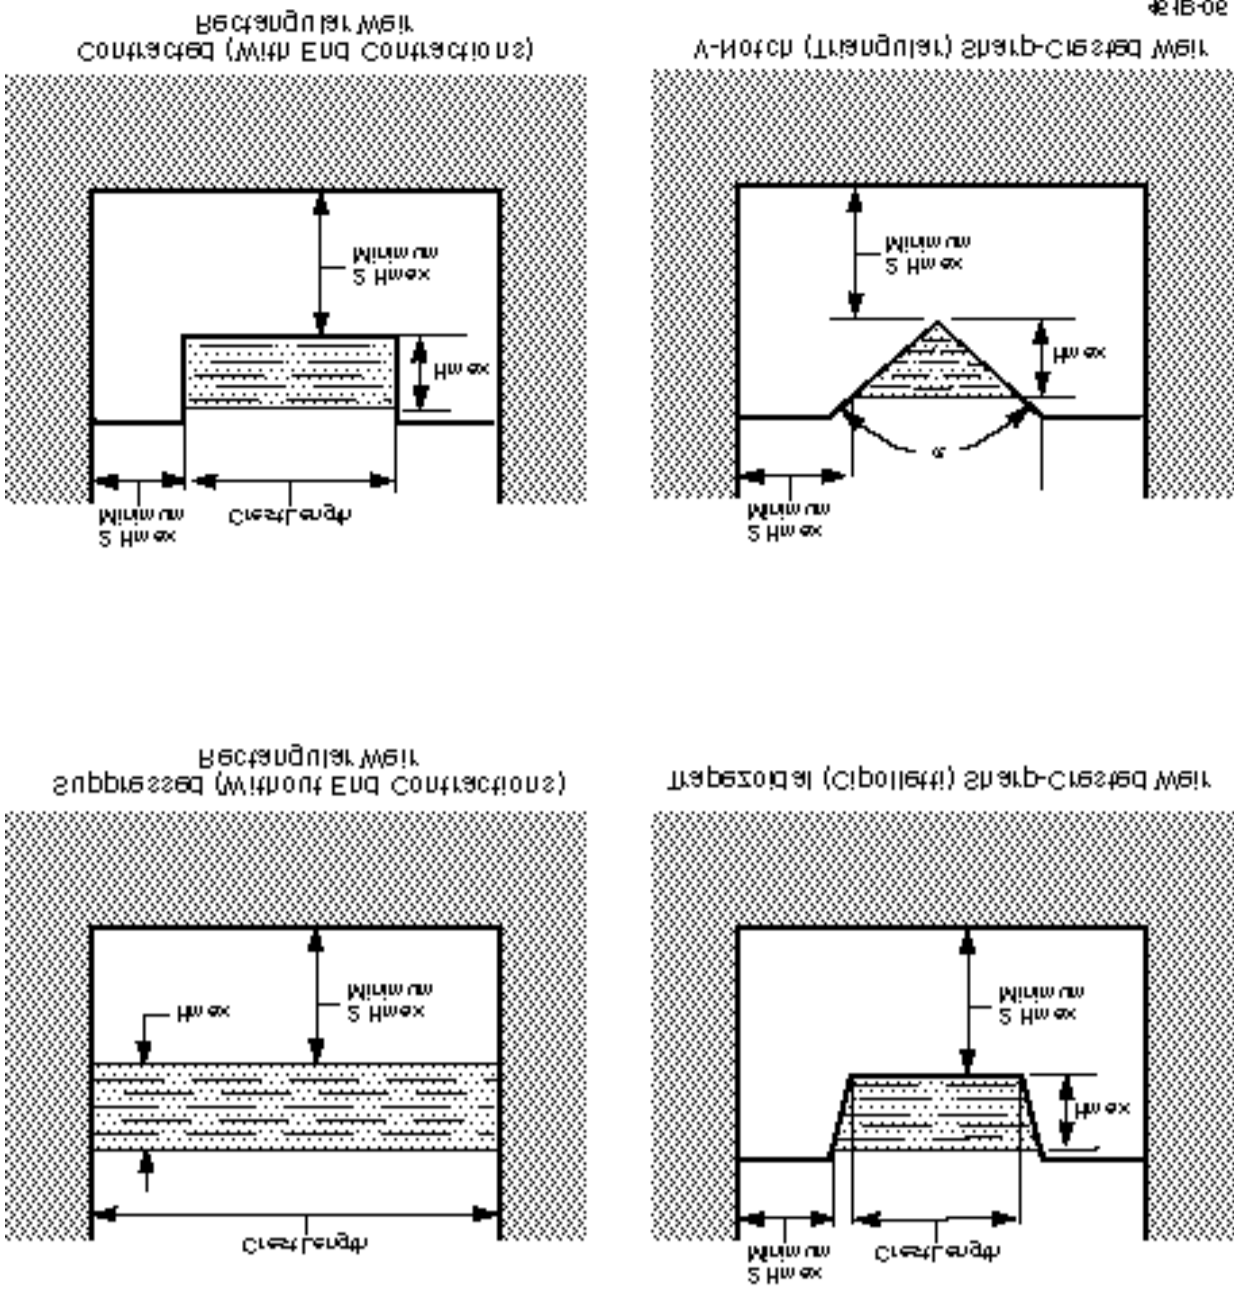 Crest Length
Hmax
2 Hmax
Minimum
Suppressed (Without End Contractions)
Rectangular Weir
2 Hmax
Minimum
Crest Length
Hmax
2 Hmax
Minimum
Trapezoidal (Cipolletti) Sharp-Crested Weir
2 Hmax
Minimum
Crest Length
Hmax
2 Hmax
Minimum
Contracted (With End Contractions)
Rectangular Weir
2 Hmax
Minimum
α
Hmax
2 Hmax
Minimum
V-Notch (Triangular) Sharp-Crested Weir